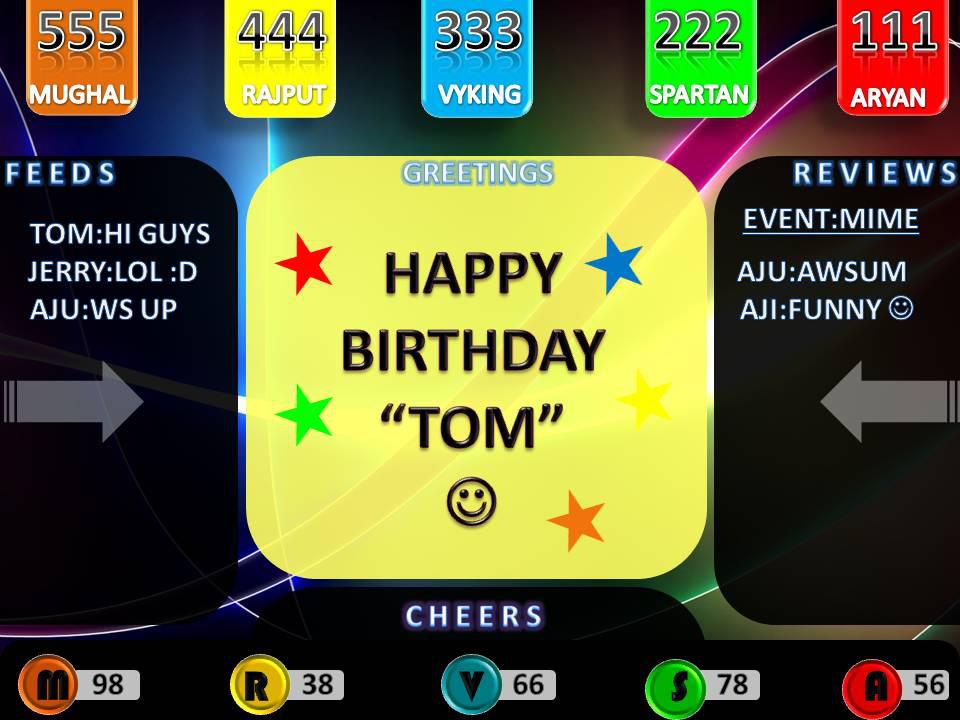 555 444 333 222 111
MUGHAL RAJPUT VYKING SPARTAN ARYAN
FEEDS
TOM:HI GUYS
JERRY:LOL :D
AJU:WS UP
GREETINGS
HAPPY
BIRTHDAY
“TOM”
☺
REVIEWS
EVENT:MIME
AJU:AWSUM
AJI:FUNNY ☺
CHEERS
M 98 R 38 V 66 S 78 A 56